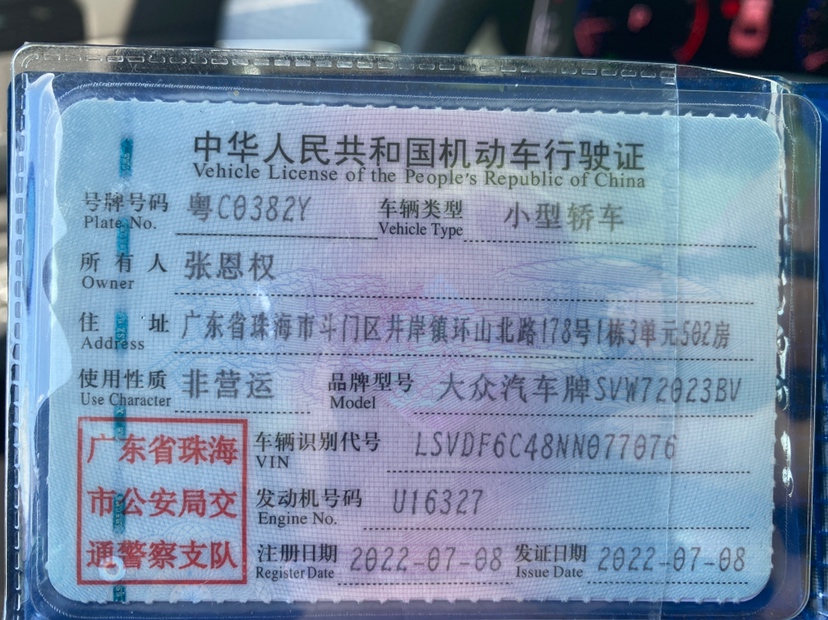 中华人民共和国机动车行驶证
Vehicle License of the People's Republic of China
号牌号码 粤C0382Y 车辆类型 小型轿车
Plate No. Vehicle Type
所有人 张恩权
Owner
住址 广东省珠海市斗门区井岸镇环山北路178号1栋3单元502房
Address
使用性质 非营运 品牌型号 大众汽车牌SVW72023BV
Use Character Model
广东省珠海
市公安局交
通警察支队
车辆识别代号 LSVDF6C48NN077076
VIN
发动机号码 U16327
Engine No.
注册日期 2022-07-08 发证日期 2022-07-08
Register Date Issue Date